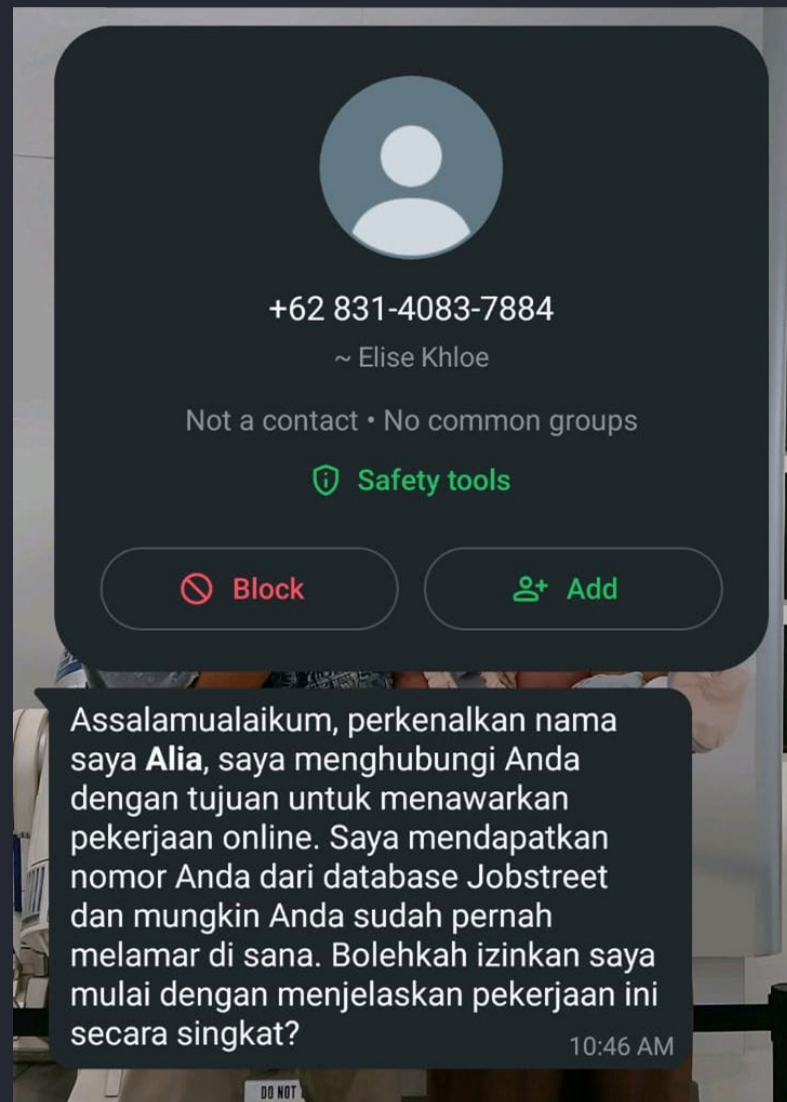 +62 831-4083-7884
~ Elise Khloe
Not a contact • No common groups
Safety tools
Block
Add
Assalamualaikum, perkenalkan nama
saya Alia, saya menghubungi Anda
dengan tujuan untuk menawarkan
pekerjaan online. Saya mendapatkan
nomor Anda dari database Jobstreet
dan mungkin Anda sudah pernah
melamar di sana. Bolehkah izinkan saya
mulai dengan menjelaskan pekerjaan ini
secara singkat?
10:46 AM
DO NOT